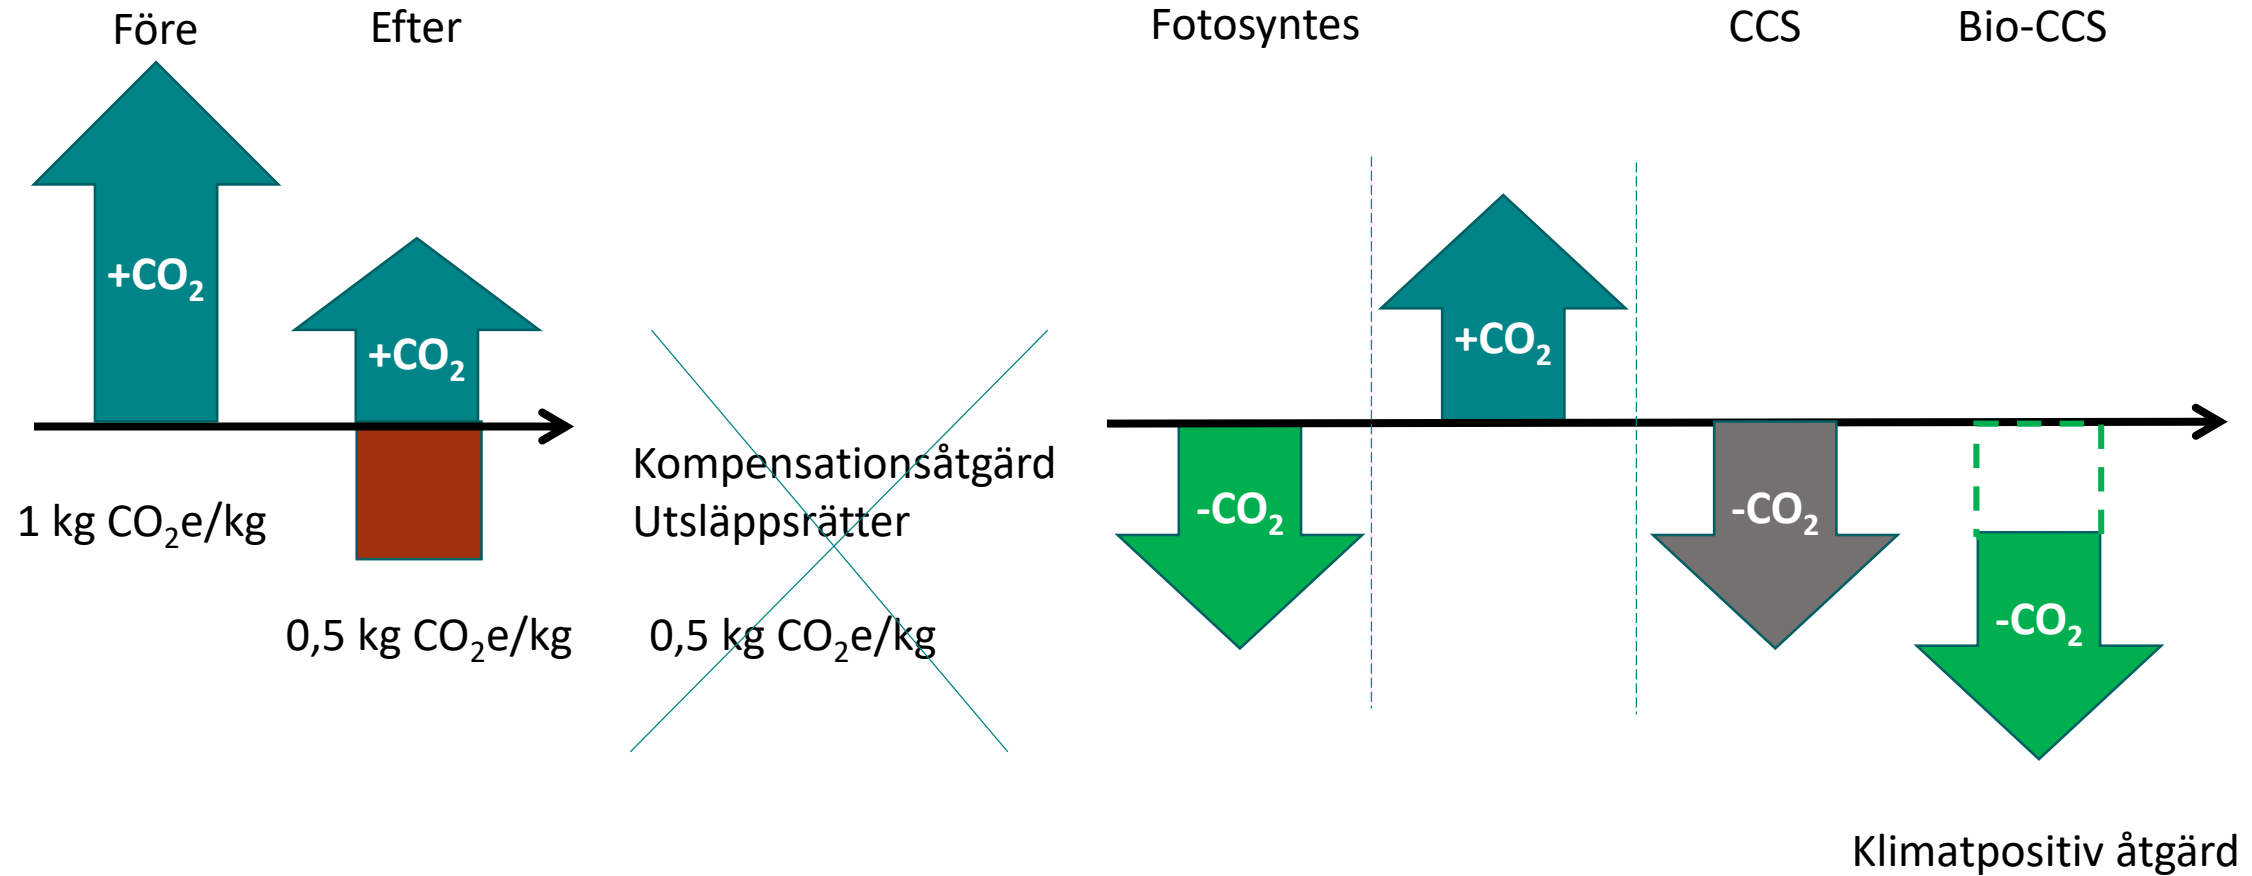 Före
Efter
+CO₂
+CO₂
1 kg CO₂e/kg
0,5 kg CO₂e/kg
Kompensationsåtgärd
Utsläppsrätter
0,5 kg CO₂e/kg
Fotosyntes
CCS
Bio-CCS
-CO₂
+CO₂
-CO₂
-CO₂
Klimatpositiv åtgärd